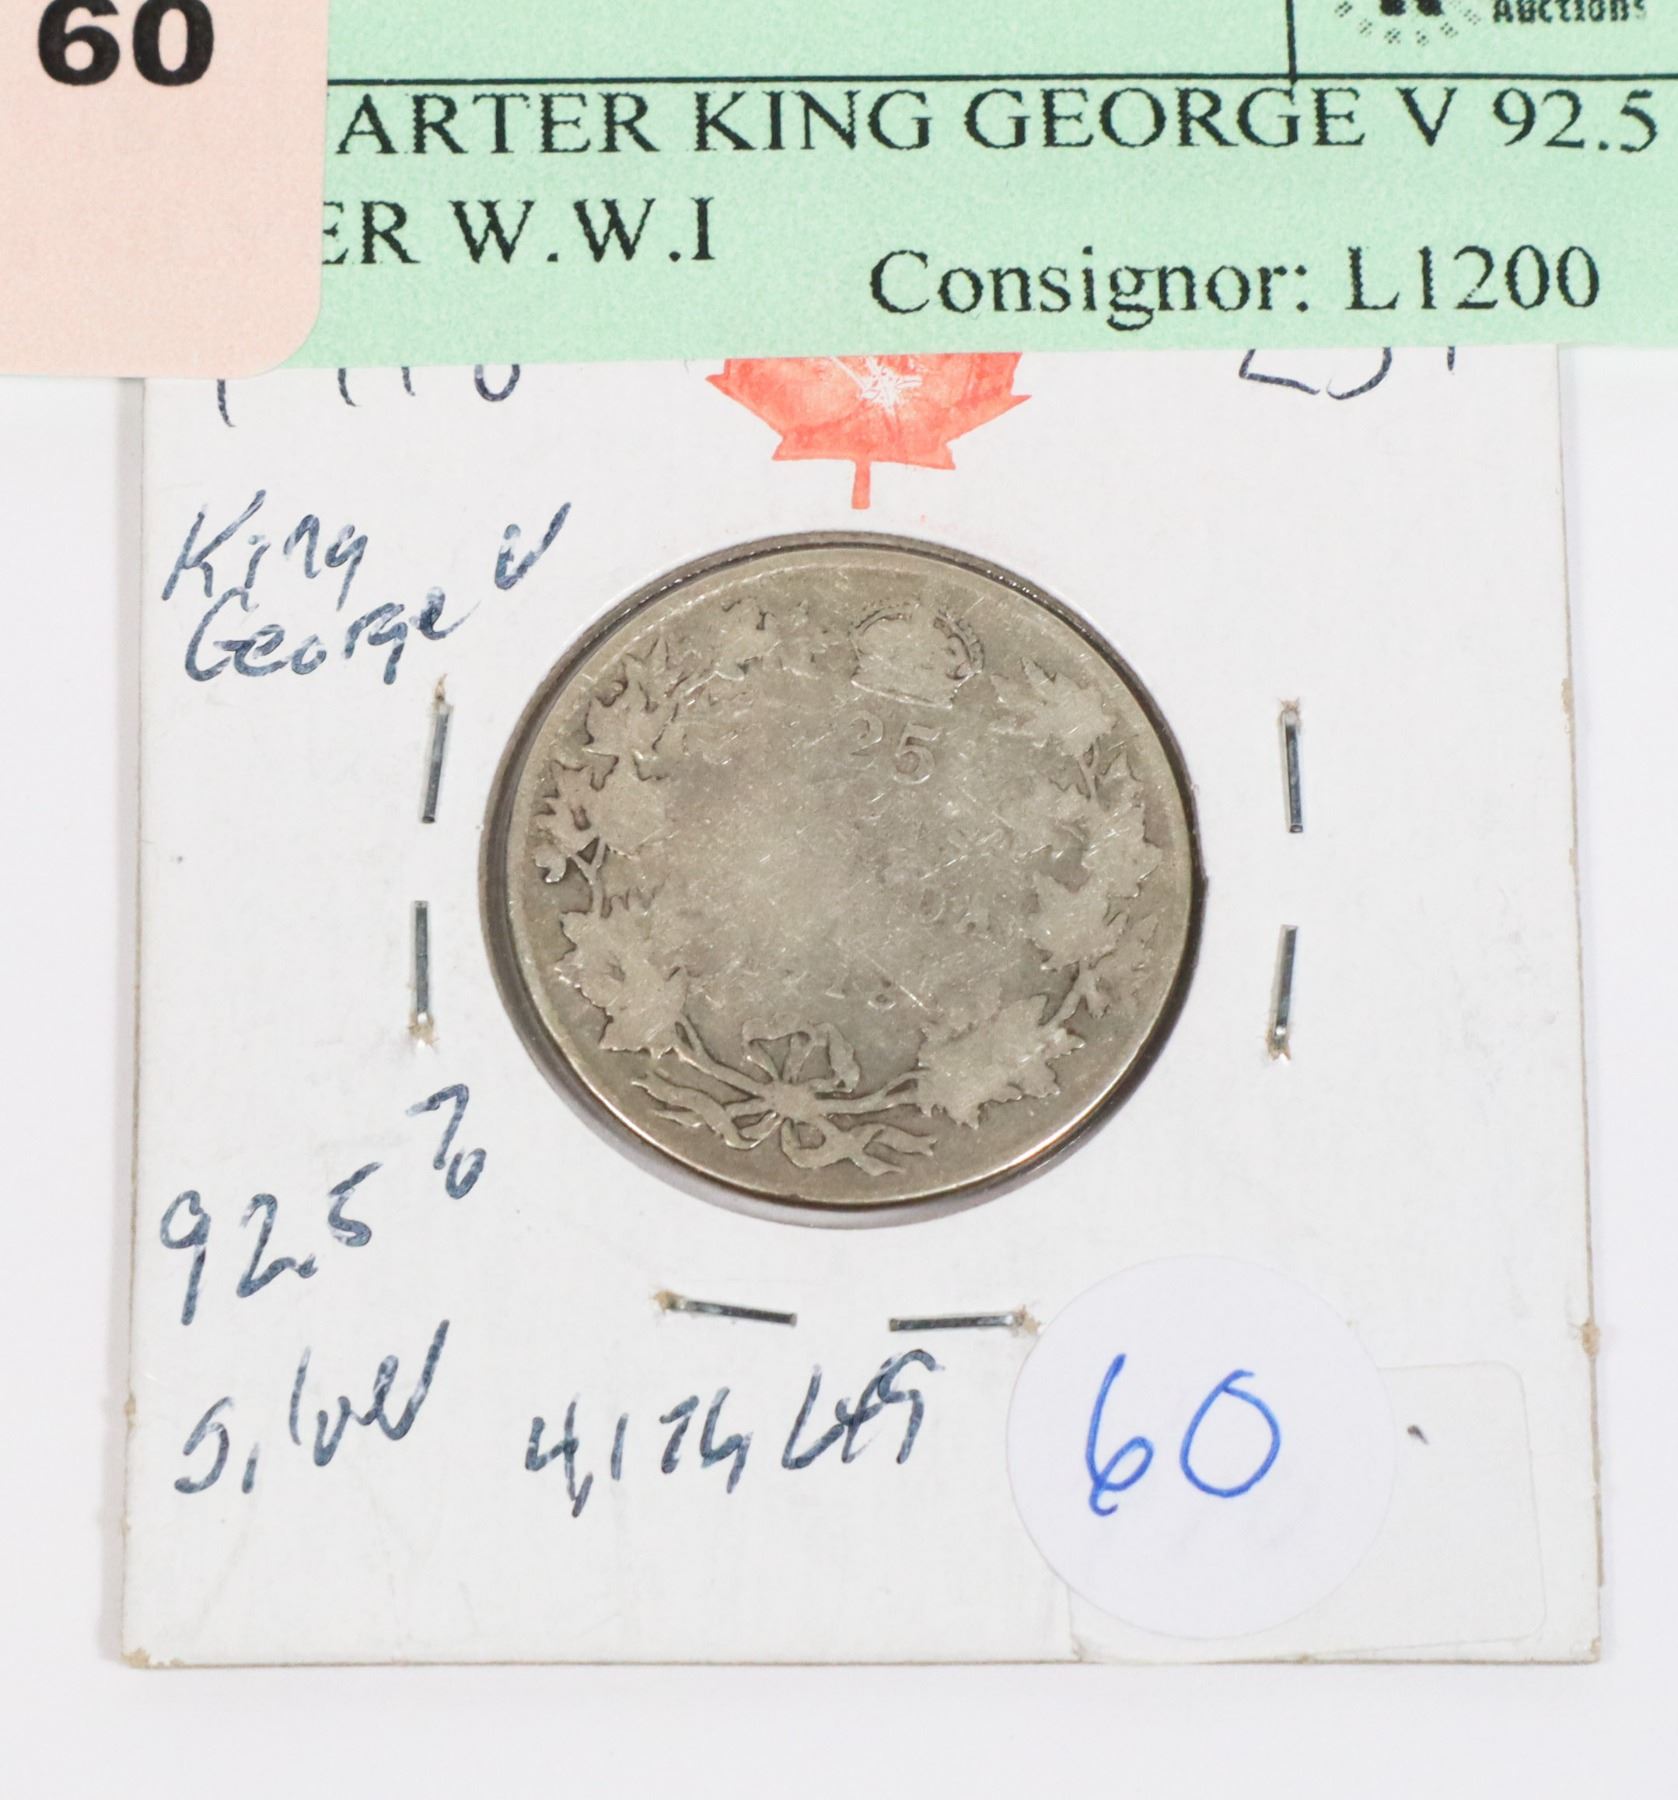 60
Auctions
ARTER KING GEORGE V 92.5
ER W.W.I
Consignor: L1200
King
George V
25
92.5 %
Silver
60